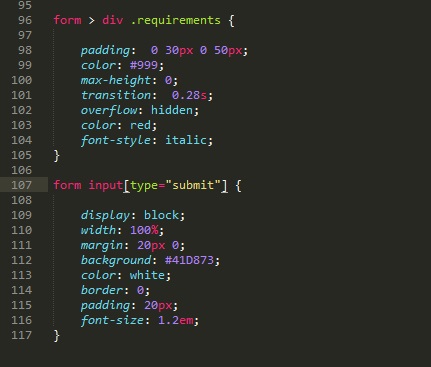 95
96 form > div .requirements {
97
98 padding:  0 30px 0 50px;
99 color: #999;
100 max-height: 0;
101 transition:  0.28s;
102 overflow: hidden;
103 color: red;
104 font-style: italic;
105 }
106
107 form input[type="submit"] {
108
109 display: block;
110 width: 100%;
111 margin: 20px 0;
112 background: #41D873;
113 color: white;
114 border: 0;
115 padding: 20px;
116 font-size: 1.2em;
117 }